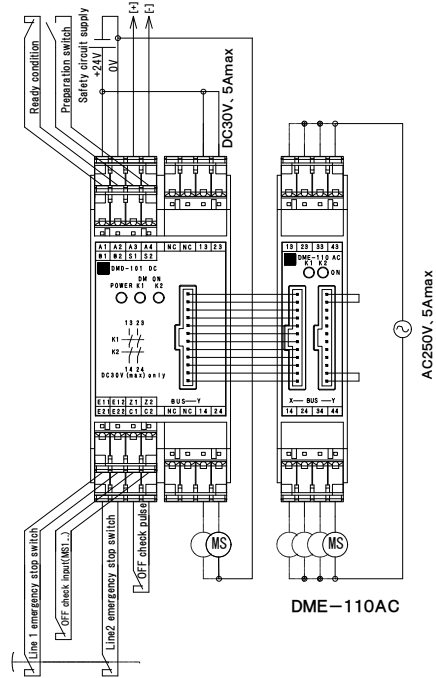 Ready condition
Preparation switch
Safety circuit supply
+24V
0V
[+]
[-]
DC30V、5Amax
A1 A2 A3 A4 NC NC 13 23
B1 B2 S1 S2
DMD-101 DC
DM ON
POWER K1 K2
13 23
K1
K2
14 24
DC30V (max) only
E11 E12 Z1 Z2 BUS—Y
E21 E22 C1 C2 NC NC 14 24
13 23 33 43
DME-110 AC
K1 K2
ON
X— BUS —Y
14 24 34 44
AC250V、5Amax
Line 1 emergency stop switch
OFF check input(MS1...)
Line2 emergency stop switch
OFF check pulse
MS
MS
DME-110AC